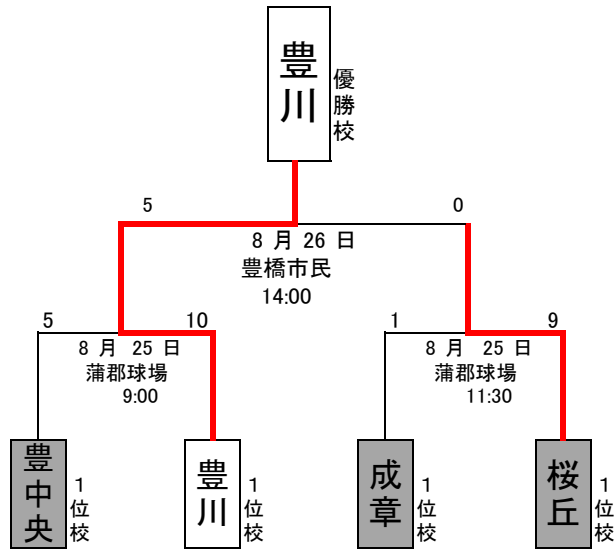 豊川
優勝校
5
0
8 月 26 日
豊橋市民
14:00
5
10
1
9
8 月 25 日
蒲郡球場
9:00
8 月 25 日
蒲郡球場
11:30
豊中央
1位校
豊川
1位校
成章
1位校
桜丘
1位校